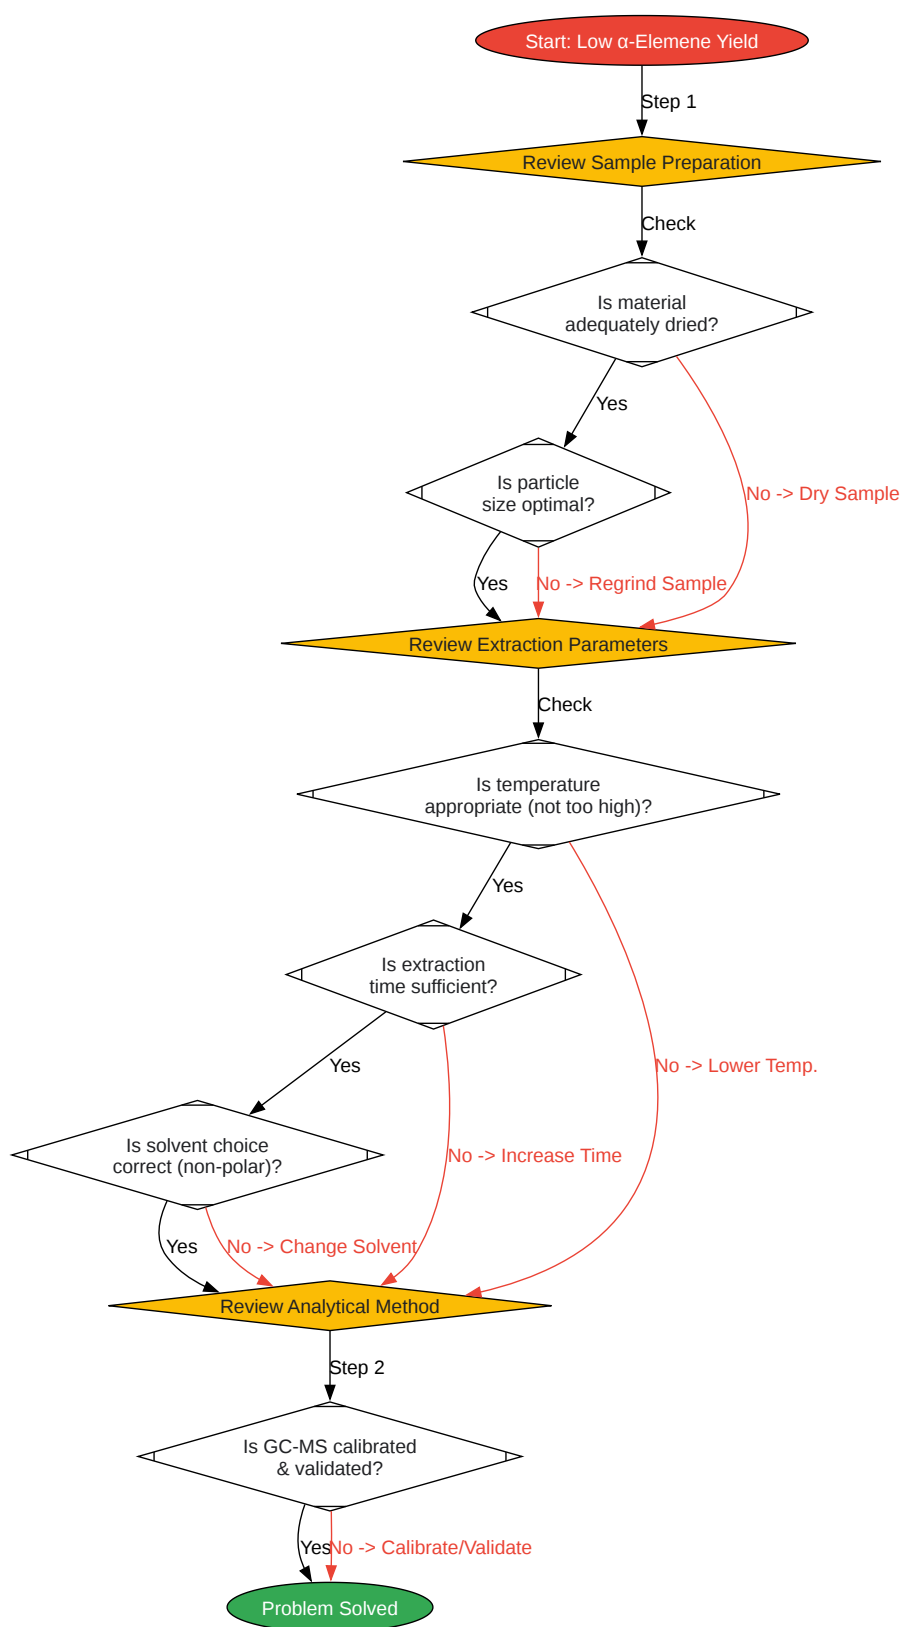 Start: Low α-Elemene Yield
Step 1
Review Sample Preparation
Check
Is material
adequately dried?
Yes
Is particle
size optimal?
No -> Dry Sample
Yes
No -> Regrind Sample
Review Extraction Parameters
Check
Is temperature
appropriate (not too high)?
Yes
Is extraction
time sufficient?
Yes
No -> Lower Temp.
Is solvent choice
correct (non-polar)?
No -> Increase Time
Yes
No -> Change Solvent
Review Analytical Method
Step 2
Is GC-MS calibrated
& validated?
Yes
No -> Calibrate/Validate
Problem Solved